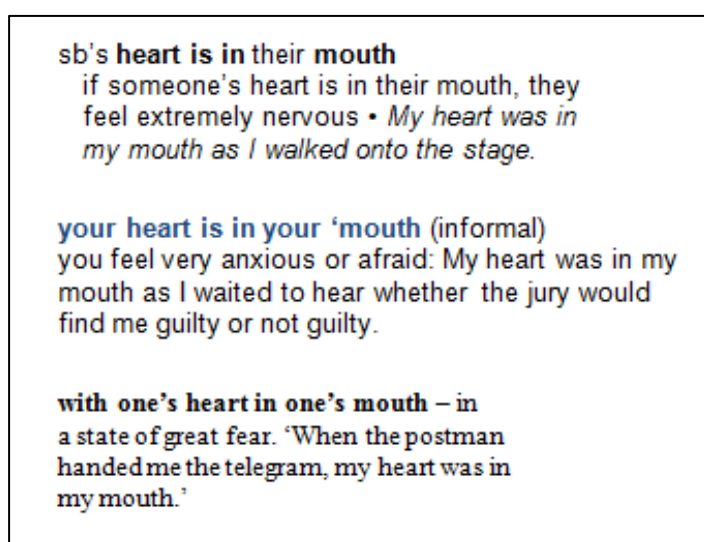 sb's heart is in their mouth
if someone's heart is in their mouth, they
feel extremely nervous • My heart was in
my mouth as I walked onto the stage.
your heart is in your ‘mouth (informal)
you feel very anxious or afraid: My heart was in my
mouth as I waited to hear whether the jury would
find me guilty or not guilty.
with one's heart in one's mouth – in
a state of great fear. ‘When the postman
handed me the telegram, my heart was in
my mouth.’